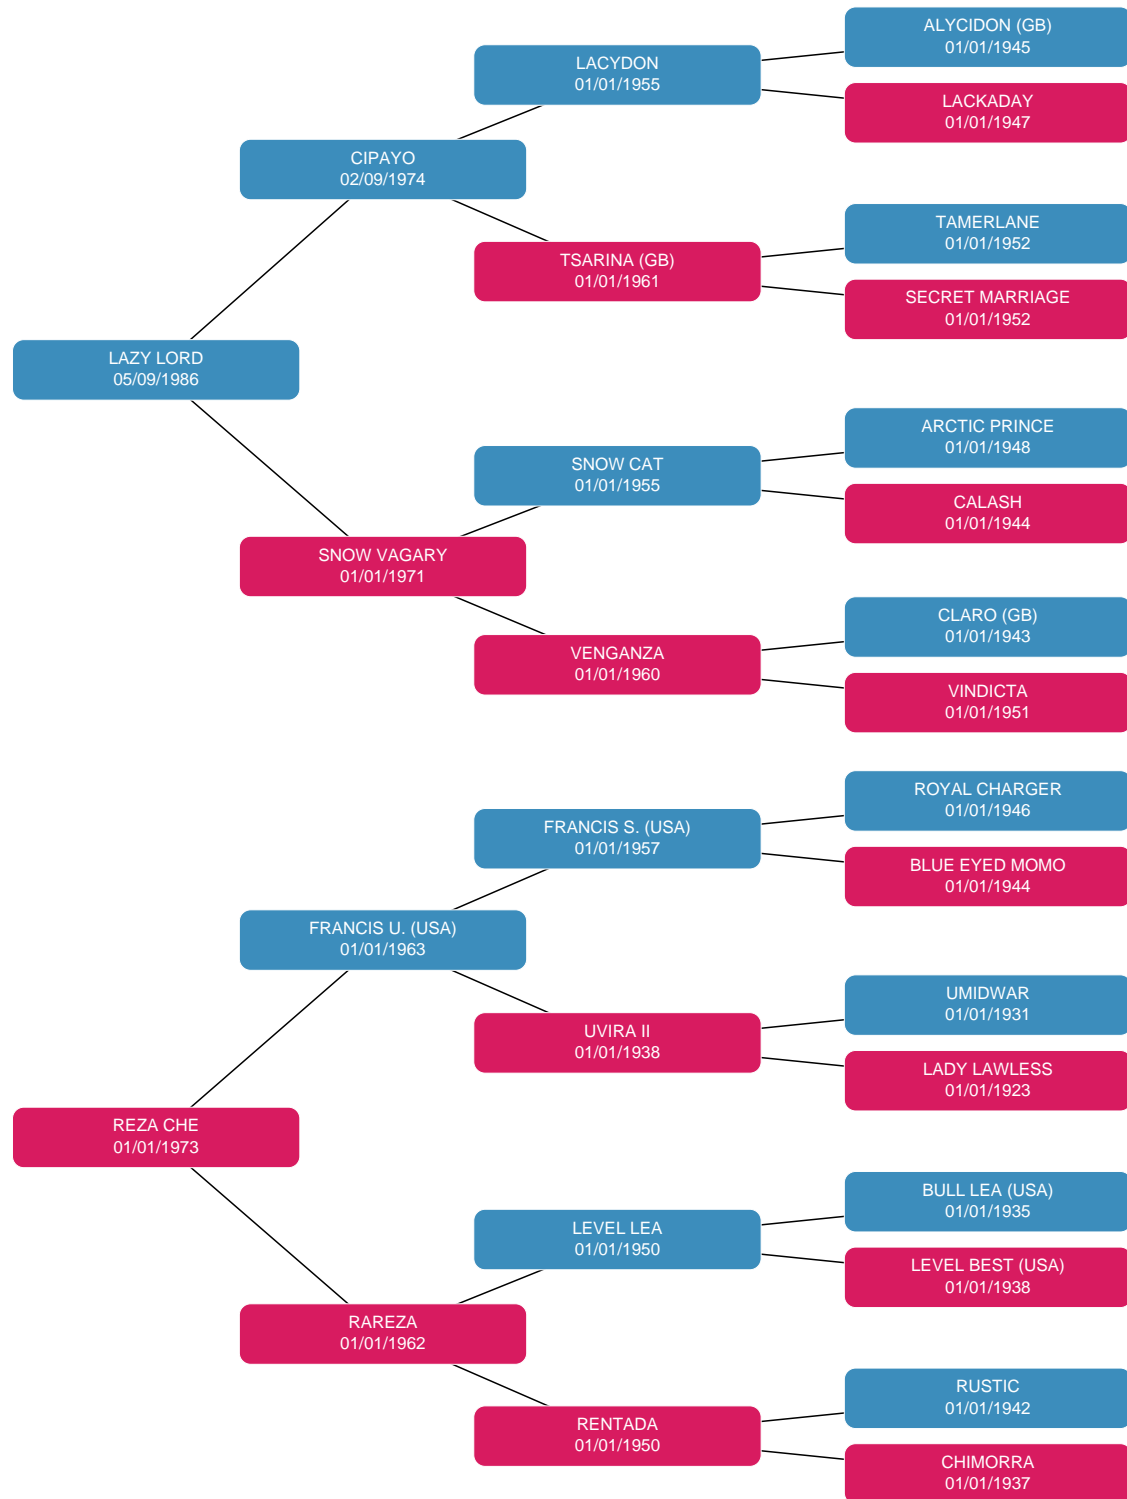 ALYCIDON (GB)
01/01/1945
LACYDON
01/01/1955
LACKADAY
01/01/1947
CIPAYO
02/09/1974
TAMERLANE
01/01/1952
TSARINA (GB)
01/01/1961
SECRET MARRIAGE
01/01/1952
LAZY LORD
05/09/1986
ARCTIC PRINCE
01/01/1948
SNOW CAT
01/01/1955
CALASH
01/01/1944
SNOW VAGARY
01/01/1971
CLARO (GB)
01/01/1943
VENGANZA
01/01/1960
VINDICTA
01/01/1951
ROYAL CHARGER
01/01/1946
FRANCIS S. (USA)
01/01/1957
BLUE EYED MOMO
01/01/1944
FRANCIS U. (USA)
01/01/1963
UMIDWAR
01/01/1931
UVIRA II
01/01/1938
LADY LAWLESS
01/01/1923
REZA CHE
01/01/1973
BULL LEA (USA)
01/01/1935
LEVEL LEA
01/01/1950
LEVEL BEST (USA)
01/01/1938
RAREZA
01/01/1962
RUSTIC
01/01/1942
RENTADA
01/01/1950
CHIMORRA
01/01/1937